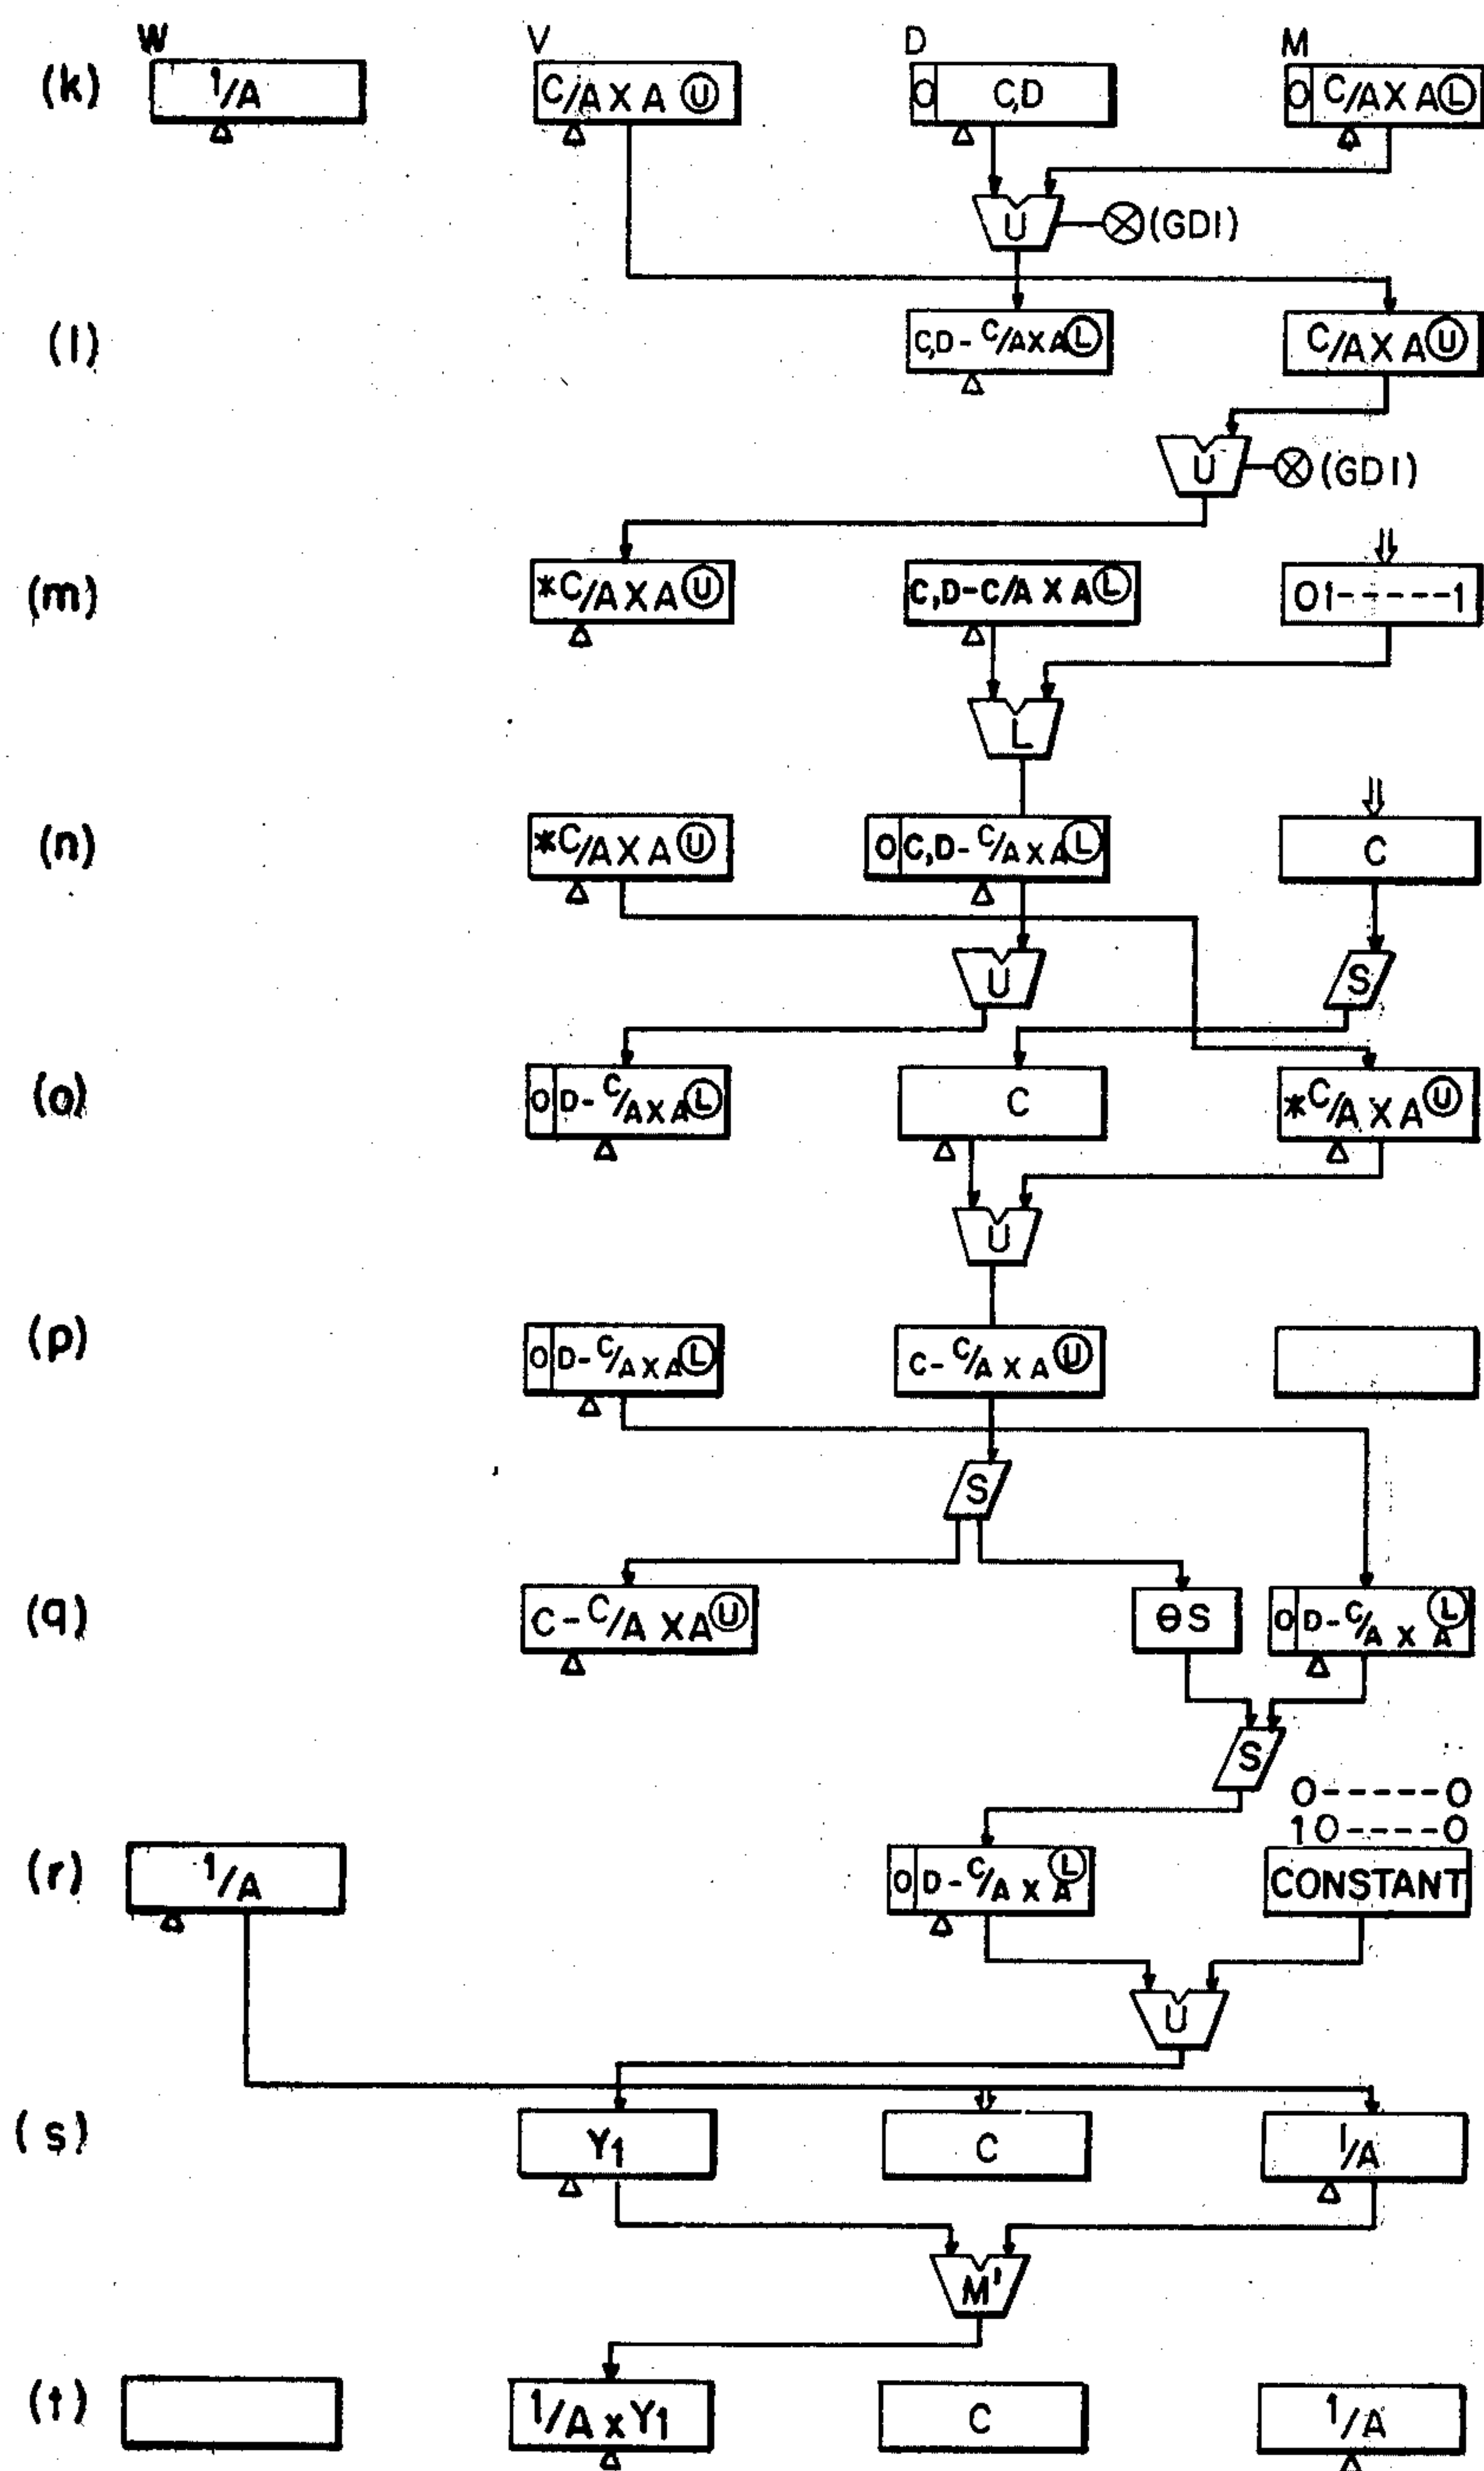 W V D M
(k) 1/A C/A X A Ⓤ 0 C,D 0 C/A X A Ⓛ
U ⊗ (GDI)
(l) C,D - C/A X A Ⓛ C/A X A Ⓤ
U ⊗ (GDI)
(m) *C/A X A Ⓤ C,D-C/A X A Ⓛ 01-----1
L
(n) *C/A X A Ⓤ 0 C,D- C/A X A Ⓛ C
U S
(o) 0 D- C/A X A Ⓛ C *C/A X A Ⓤ
U
(p) 0 D- C/A X A Ⓛ C- C/A X A Ⓤ
S
(q) C- C/A X A Ⓤ θS 0 D- C/A X A Ⓛ
S
0-----0
10----0
(r) 1/A 0 D- C/A X A Ⓛ CONSTANT
U
(s) Y1 C 1/A
M'
(t) 1/A x Y1 C 1/A